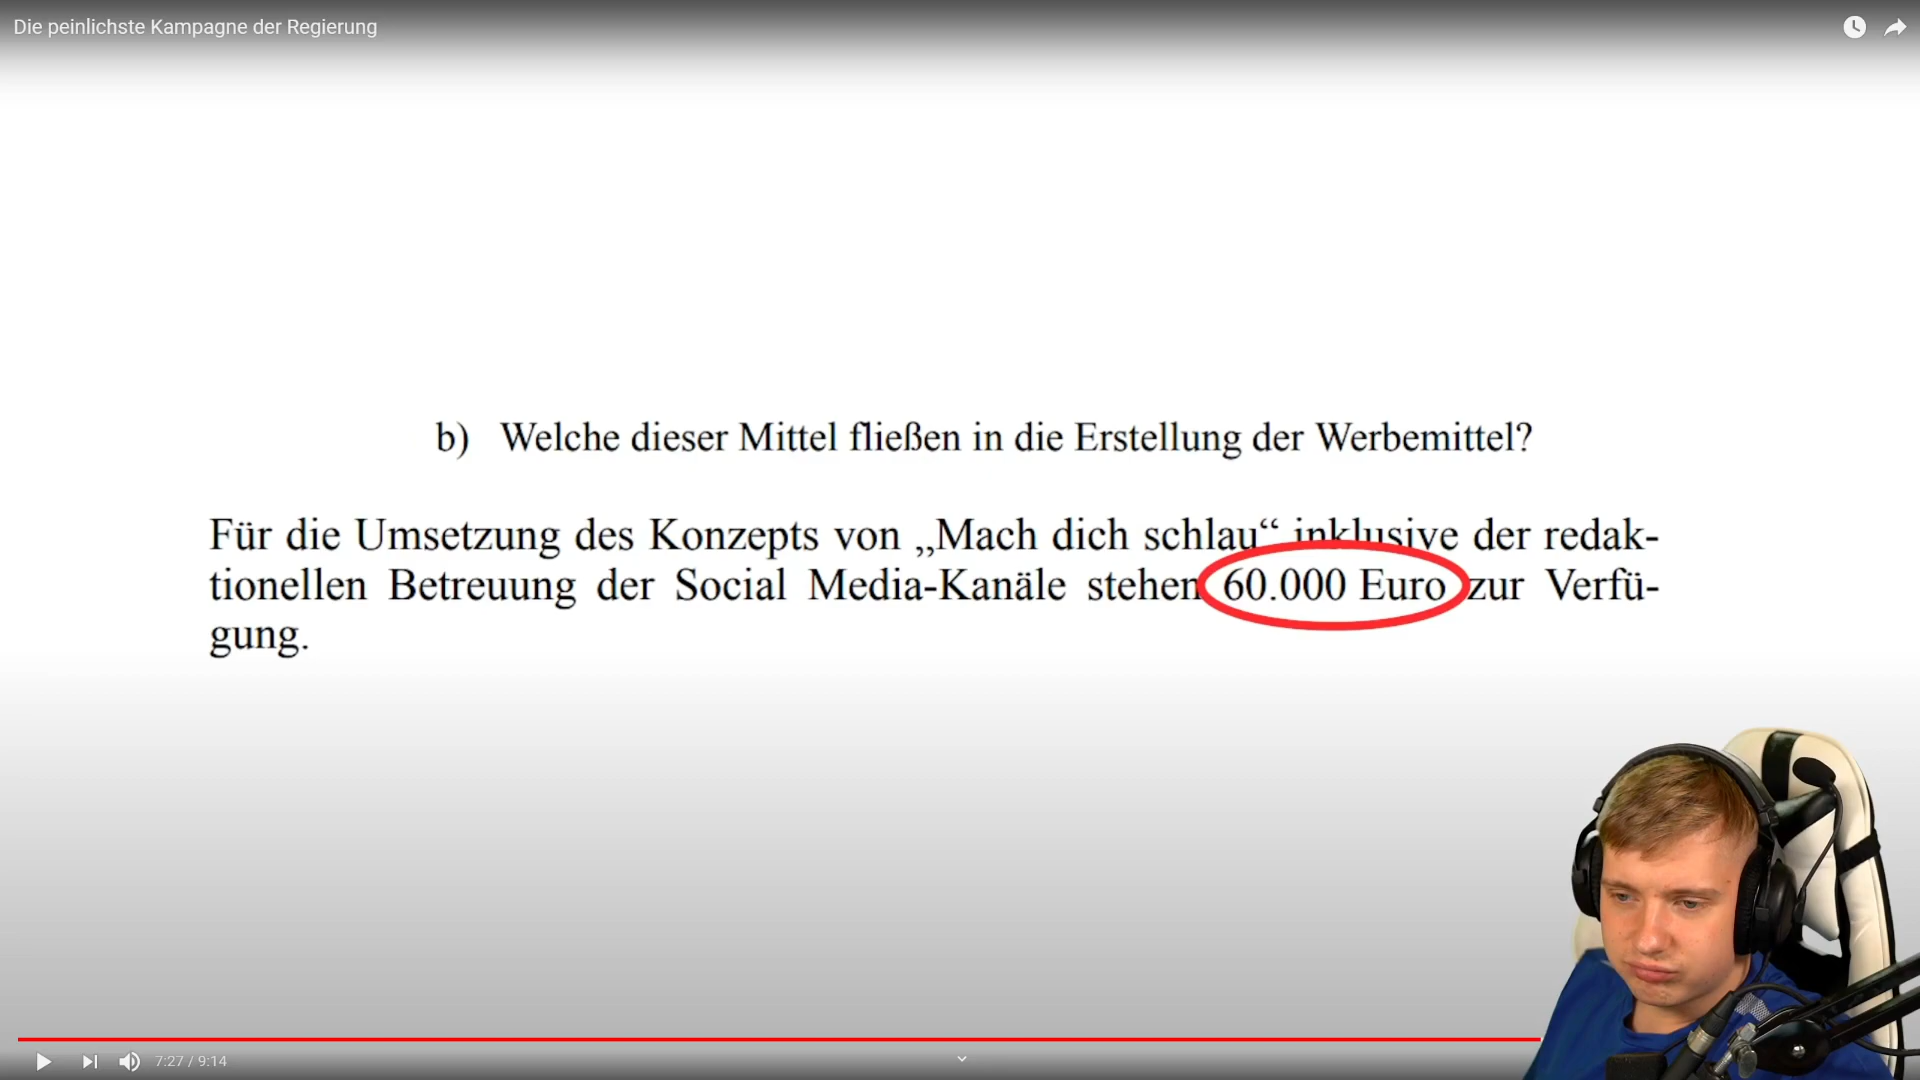 Die peinlichste Kampagne der Regierung
b) Welche dieser Mittel fließen in die Erstellung der Werbemittel?
Für die Umsetzung des Konzepts von „Mach dich schlau“ inklusive der redak-
tionellen Betreuung der Social Media-Kanäle stehen 60.000 Euro zur Verfü-
gung.
7:27 / 9:14